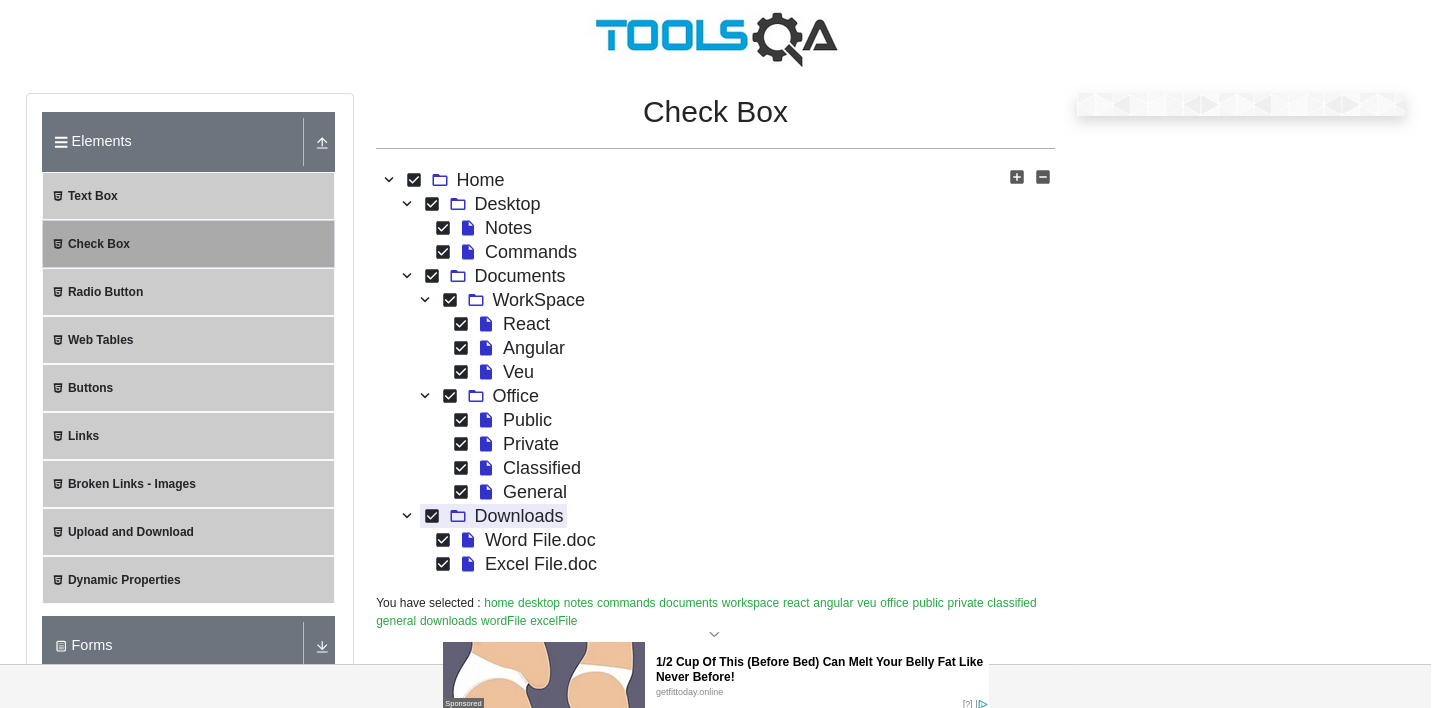 TOOLSQA
Check Box
Elements
Text Box
Check Box
Radio Button
Web Tables
Buttons
Links
Broken Links - Images
Upload and Download
Dynamic Properties
Forms
Home
Desktop
Notes
Commands
Documents
WorkSpace
React
Angular
Veu
Office
Public
Private
Classified
General
Downloads
Word File.doc
Excel File.doc
You have selected : home desktop notes commands documents workspace react angular veu office public private classified
general downloads wordFile excelFile
1/2 Cup Of This (Before Bed) Can Melt Your Belly Fat Like
Never Before!
getfittoday.online
Sponsored
[?]